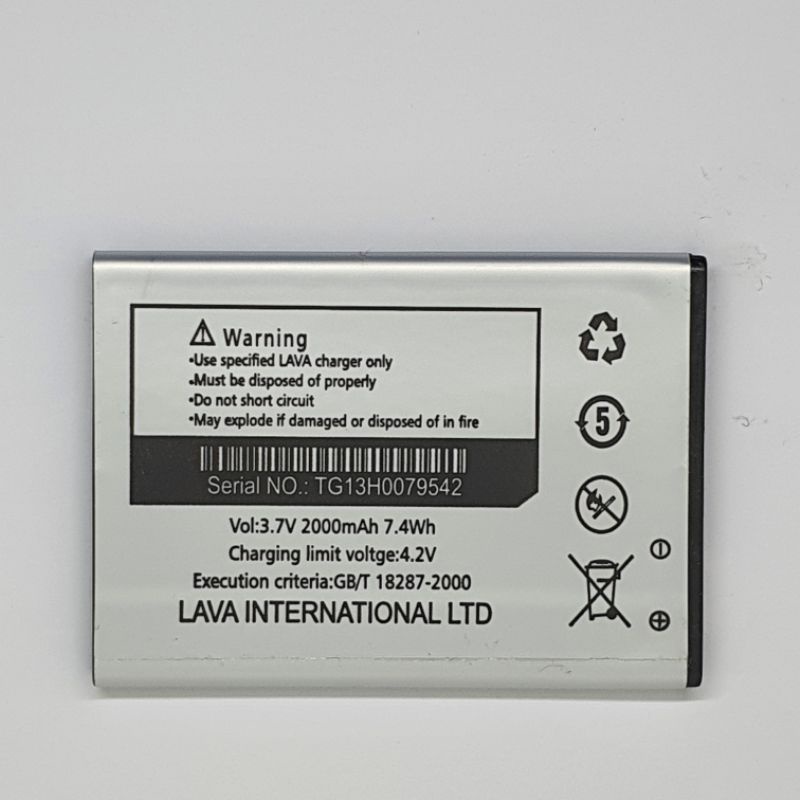 ⚠ Warning
•Use specified LAVA charger only
•Must be disposed of properly
•Do not short circuit
•May explode if damaged or disposed of in fire
Serial NO.: TG13H0079542
Vol:3.7V 2000mAh 7.4Wh
Charging limit voltge:4.2V
Execution criteria:GB/T 18287-2000
LAVA INTERNATIONAL LTD
5